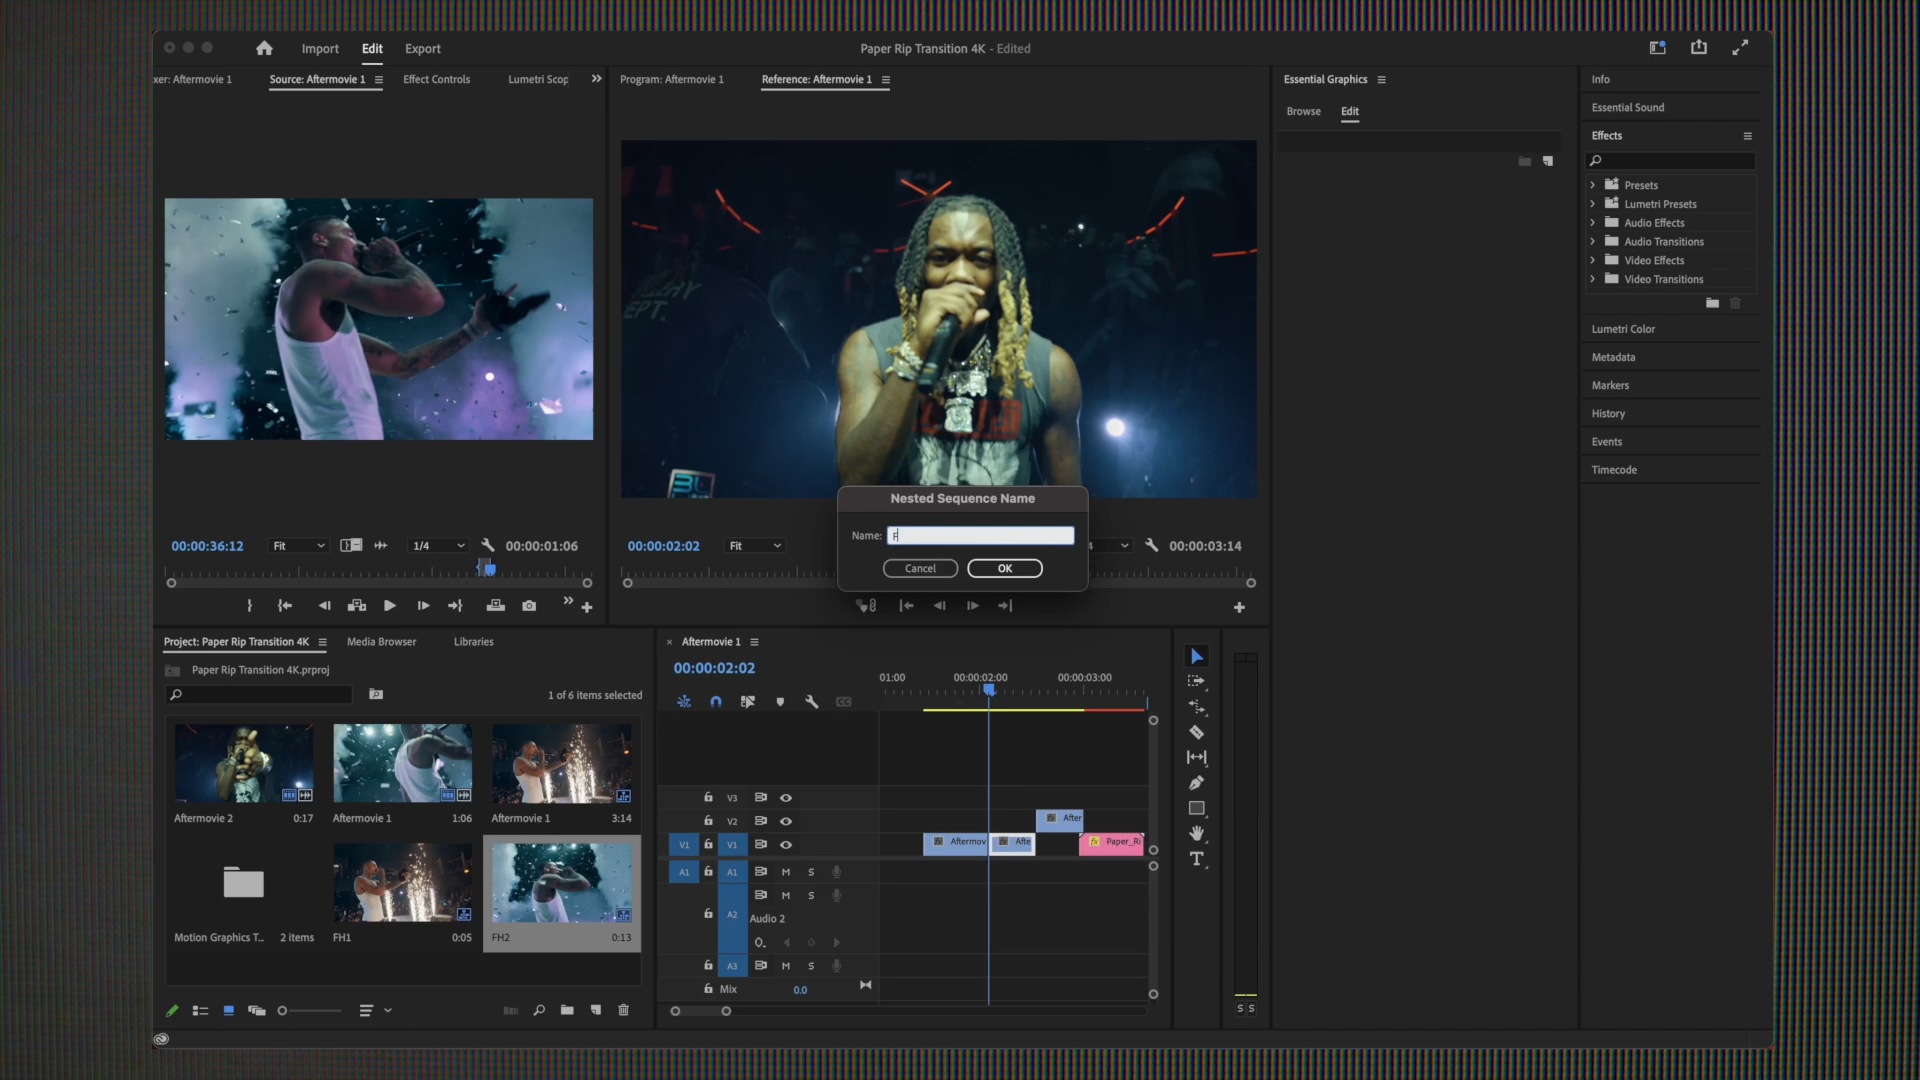 Import Edit Export
Paper Rip Transition 4K - Edited
xer: Aftermovie 1
Source: Aftermovie 1
Effect Controls
Lumetri Scop
Program: Aftermovie 1
Reference: Aftermovie 1
Essential Graphics
Browse Edit
Info
Essential Sound
Effects
Presets
Lumetri Presets
Audio Effects
Audio Transitions
Video Effects
Video Transitions
Lumetri Color
Metadata
Markers
History
Events
Timecode
EPT.
00:00:36:12
Fit
1/4
00:00:01:06
00:00:02:02
Fit
4
00:00:03:14
Nested Sequence Name
Name: F
Cancel OK
Project: Paper Rip Transition 4K
Media Browser
Libraries
Paper Rip Transition 4K.prproj
1 of 6 items selected
Aftermovie 2 0:17
Aftermovie 1 1:06
Aftermovie 1 3:14
Motion Graphics T... 2 items
FH1 0:05
FH2 0:13
× Aftermovie 1
00:00:02:02
01:00 00:00:02:00 00:00:03:00
CC
V3
V2
After
V1 V1
Aftermov Afte Paper_Ri
A1 A1 M S
M S
A2 Audio 2
A3 M S
Mix 0.0
S S